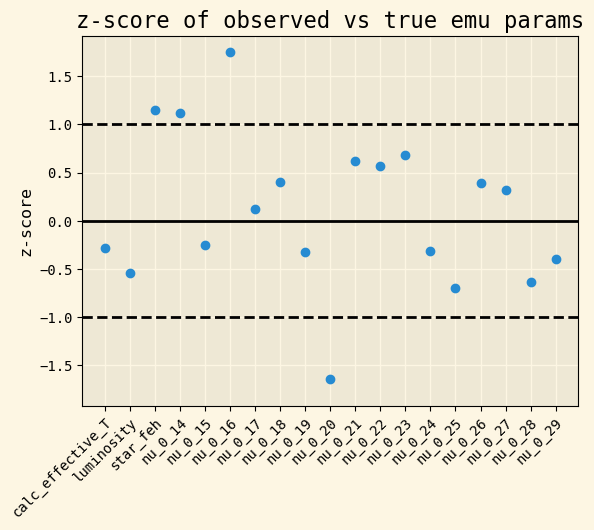 z-score of observed vs true emu params
z-score
1.5
1.0
0.5
0.0
−0.5
−1.0
−1.5
calc_effective_T
luminosity
star_feh
nu_0_14
nu_0_15
nu_0_16
nu_0_17
nu_0_18
nu_0_19
nu_0_20
nu_0_21
nu_0_22
nu_0_23
nu_0_24
nu_0_25
nu_0_26
nu_0_27
nu_0_28
nu_0_29